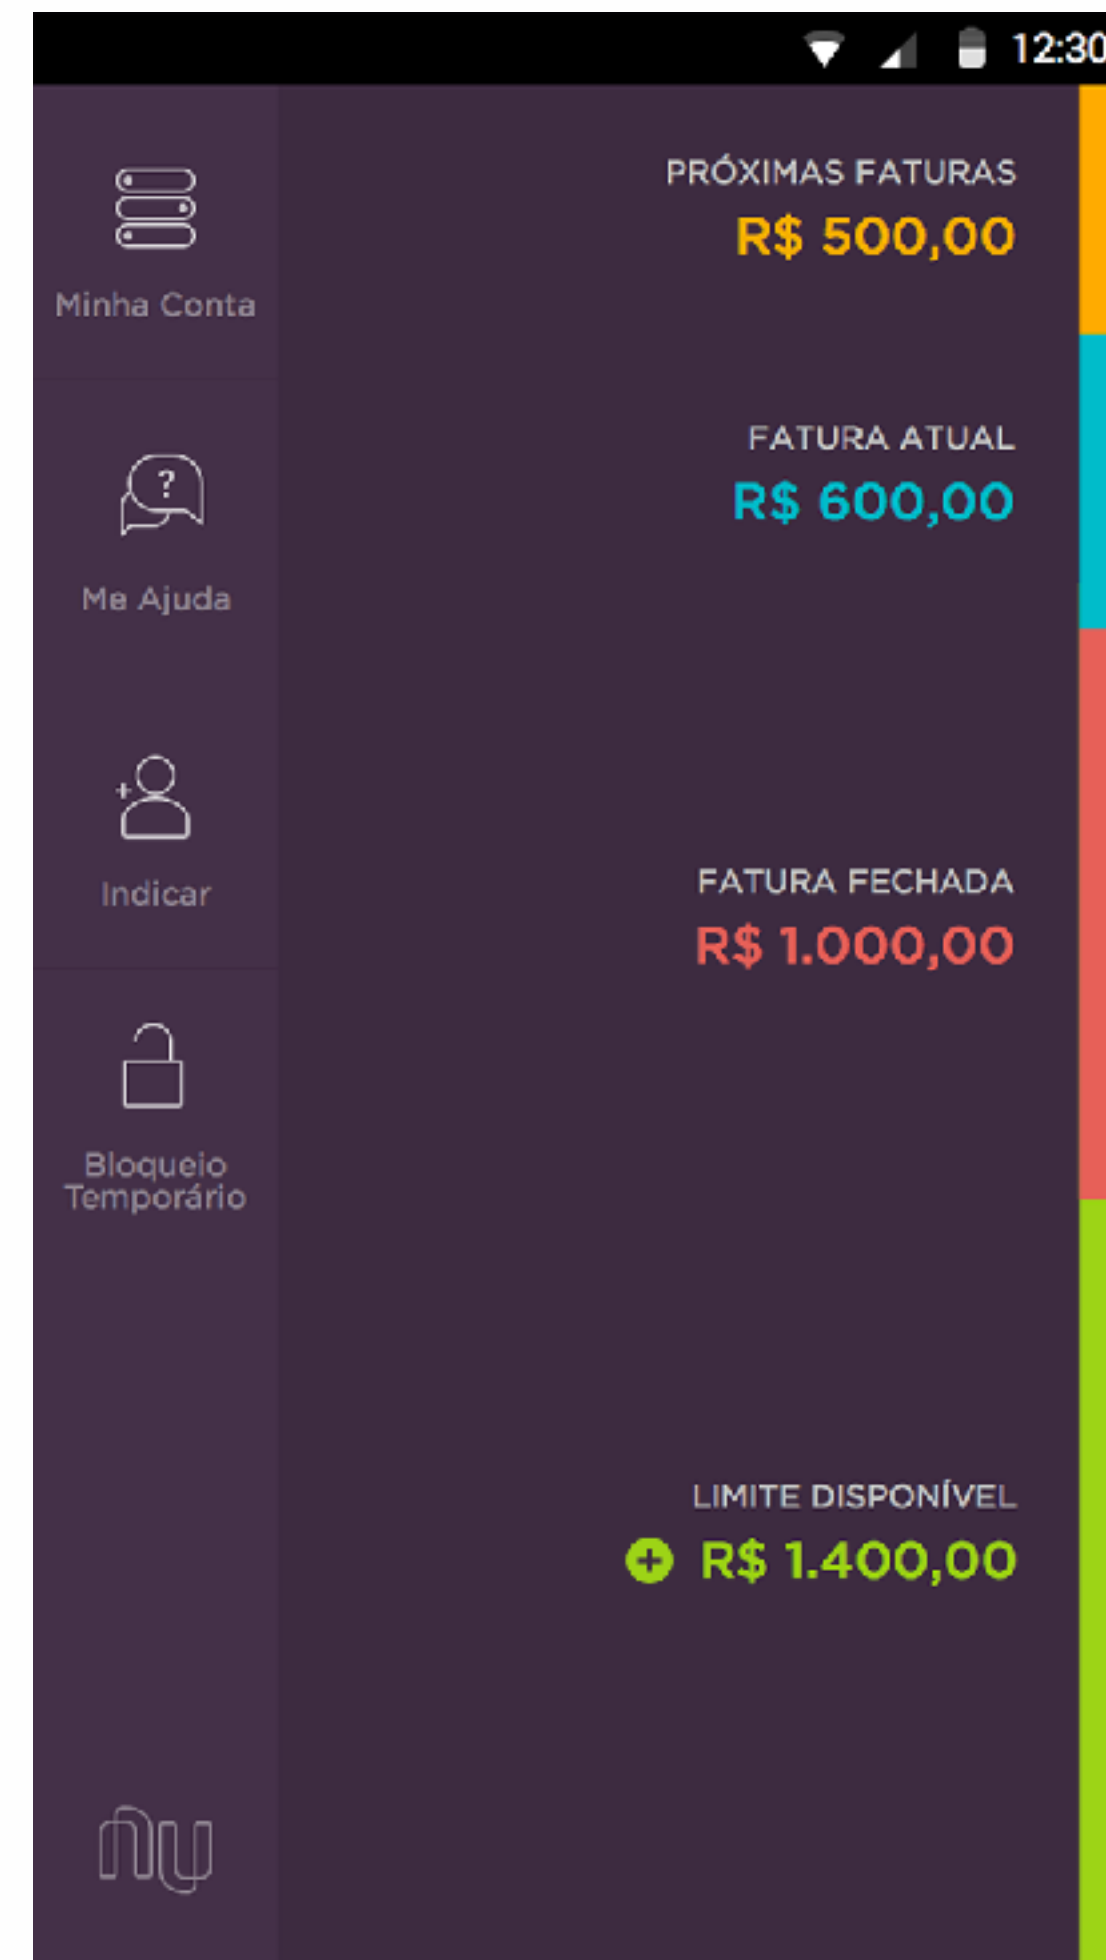 12:30
Minha Conta
?
Me Ajuda
Indicar
Bloqueio
Temporário
nu
PRÓXIMAS FATURAS
R$ 500,00
FATURA ATUAL
R$ 600,00
FATURA FECHADA
R$ 1.000,00
LIMITE DISPONÍVEL
R$ 1.400,00